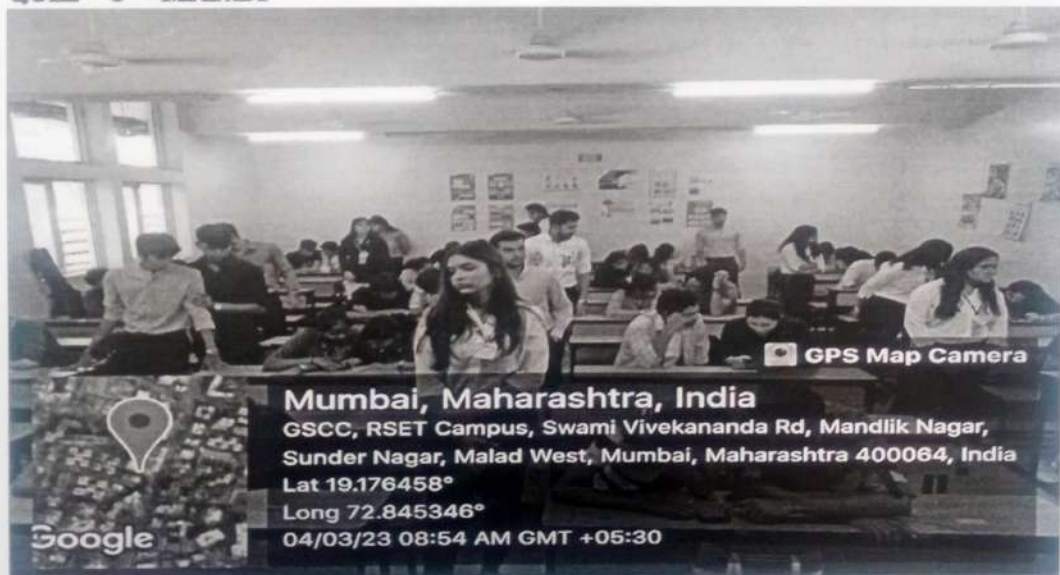 GPS Map Camera
Mumbai, Maharashtra, India
GSCC, RSET Campus, Swami Vivekananda Rd, Mandlik Nagar,
Sunder Nagar, Malad West, Mumbai, Maharashtra 400064, India
Lat 19.176458°
Long 72.845346°
04/03/23 08:54 AM GMT +05:30
Google